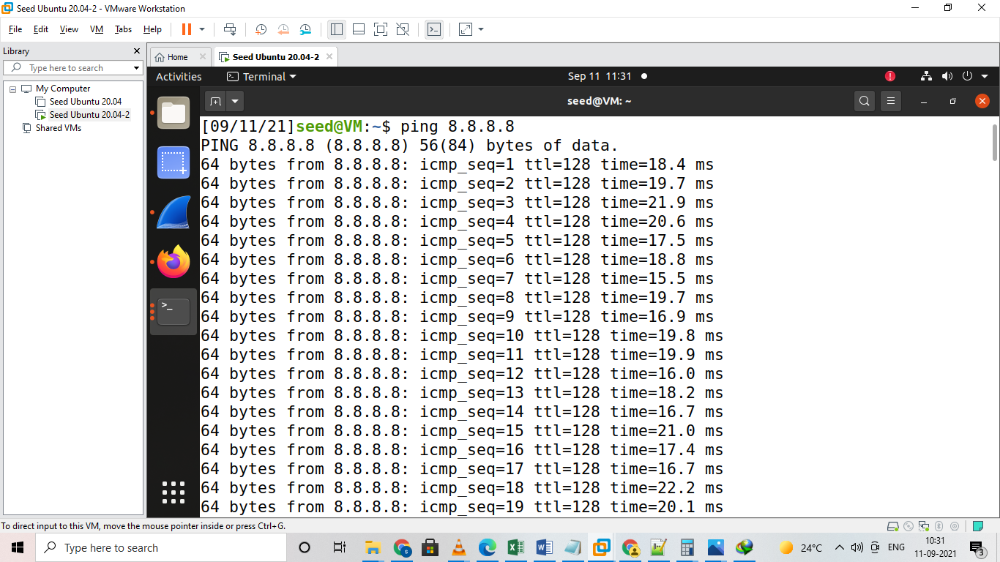 Seed Ubuntu 20.04-2 - VMware Workstation
File Edit View VM Tabs Help
Library
Type here to search
My Computer
Seed Ubuntu 20.04
Seed Ubuntu 20.04-2
Shared VMs
Home Seed Ubuntu 20.04-2
Activities Terminal Sep 11 11:31
seed@VM: ~
[09/11/21]seed@VM:~$ ping 8.8.8.8
PING 8.8.8.8 (8.8.8.8) 56(84) bytes of data.
64 bytes from 8.8.8.8: icmp_seq=1 ttl=128 time=18.4 ms
64 bytes from 8.8.8.8: icmp_seq=2 ttl=128 time=19.7 ms
64 bytes from 8.8.8.8: icmp_seq=3 ttl=128 time=21.9 ms
64 bytes from 8.8.8.8: icmp_seq=4 ttl=128 time=20.6 ms
64 bytes from 8.8.8.8: icmp_seq=5 ttl=128 time=17.5 ms
64 bytes from 8.8.8.8: icmp_seq=6 ttl=128 time=18.8 ms
64 bytes from 8.8.8.8: icmp_seq=7 ttl=128 time=15.5 ms
64 bytes from 8.8.8.8: icmp_seq=8 ttl=128 time=19.7 ms
64 bytes from 8.8.8.8: icmp_seq=9 ttl=128 time=16.9 ms
64 bytes from 8.8.8.8: icmp_seq=10 ttl=128 time=19.8 ms
64 bytes from 8.8.8.8: icmp_seq=11 ttl=128 time=19.9 ms
64 bytes from 8.8.8.8: icmp_seq=12 ttl=128 time=16.0 ms
64 bytes from 8.8.8.8: icmp_seq=13 ttl=128 time=18.2 ms
64 bytes from 8.8.8.8: icmp_seq=14 ttl=128 time=16.7 ms
64 bytes from 8.8.8.8: icmp_seq=15 ttl=128 time=21.0 ms
64 bytes from 8.8.8.8: icmp_seq=16 ttl=128 time=17.4 ms
64 bytes from 8.8.8.8: icmp_seq=17 ttl=128 time=16.7 ms
64 bytes from 8.8.8.8: icmp_seq=18 ttl=128 time=22.2 ms
64 bytes from 8.8.8.8: icmp_seq=19 ttl=128 time=20.1 ms
To direct input to this VM, move the mouse pointer inside or press Ctrl+G.
Type here to search
24°C ENG
10:31
11-09-2021
3